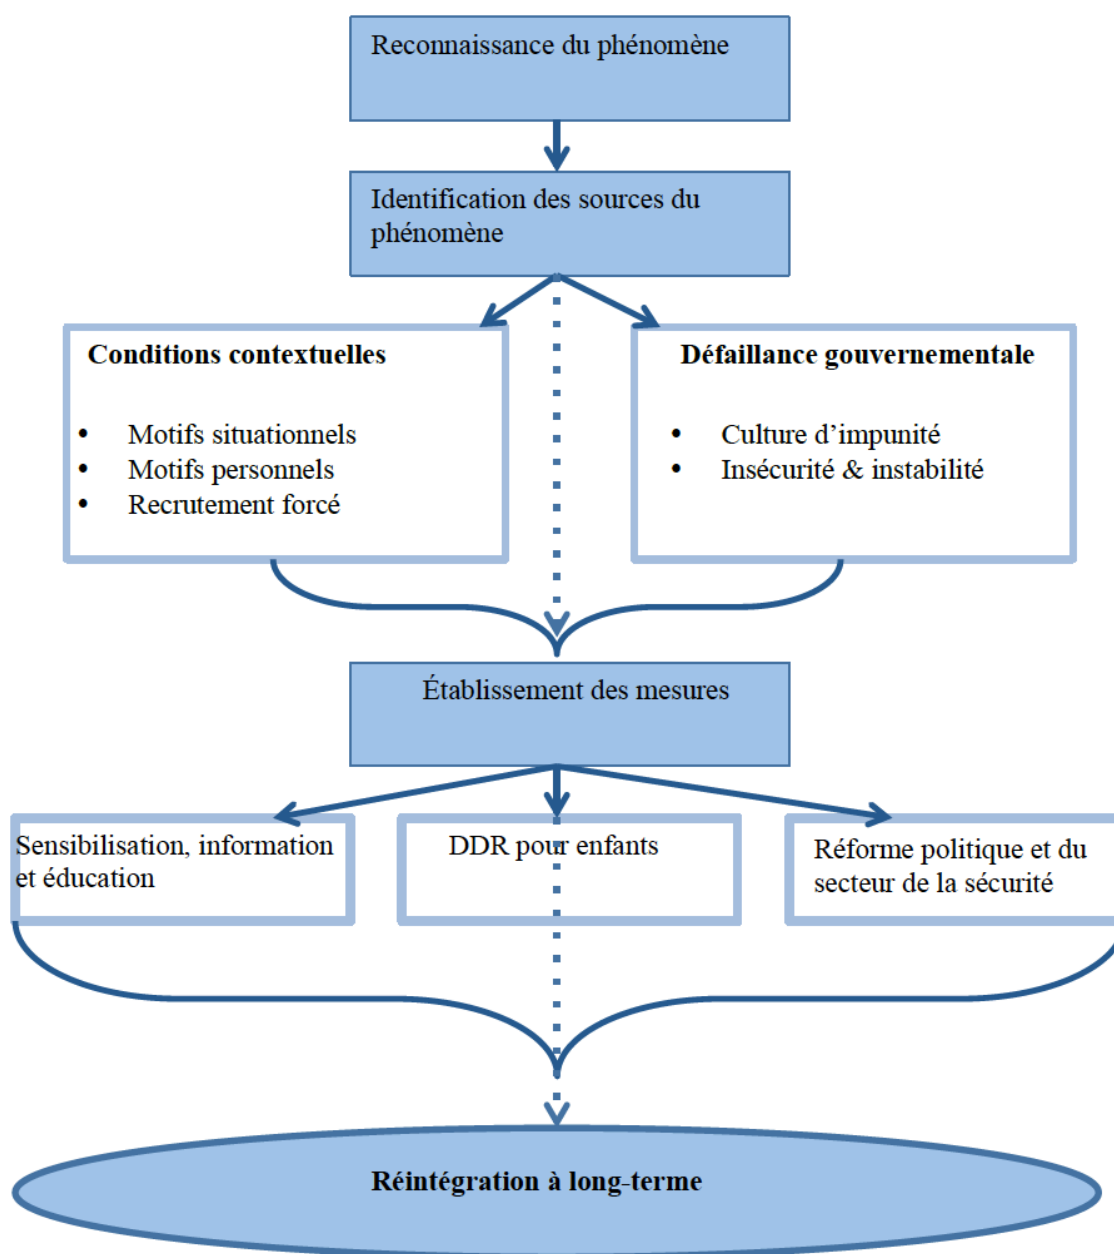 Reconnaissance du phénomène
Identification des sources du
phénomène
Conditions contextuelles
• Motifs situationnels
• Motifs personnels
• Recrutement forcé
Défaillance gouvernementale
• Culture d’impunité
• Insécurité & instabilité
Établissement des mesures
Sensibilisation, information
et éducation
DDR pour enfants
Réforme politique et du
secteur de la sécurité
Réintégration à long-terme